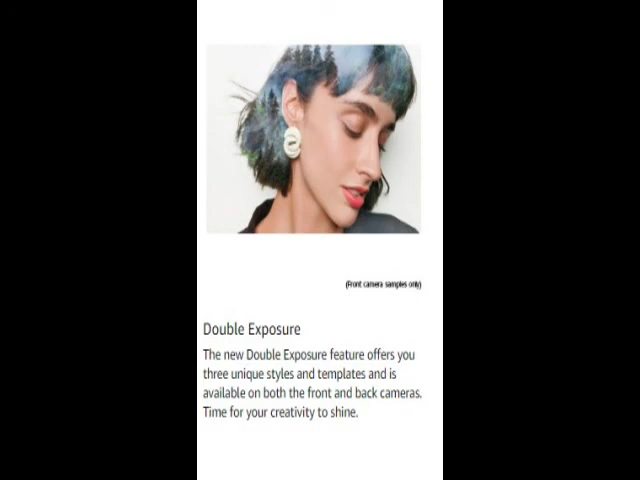 (Front camera samples only)
Double Exposure
The new Double Exposure feature offers you
three unique styles and templates and is
available on both the front and back cameras.
Time for your creativity to shine.